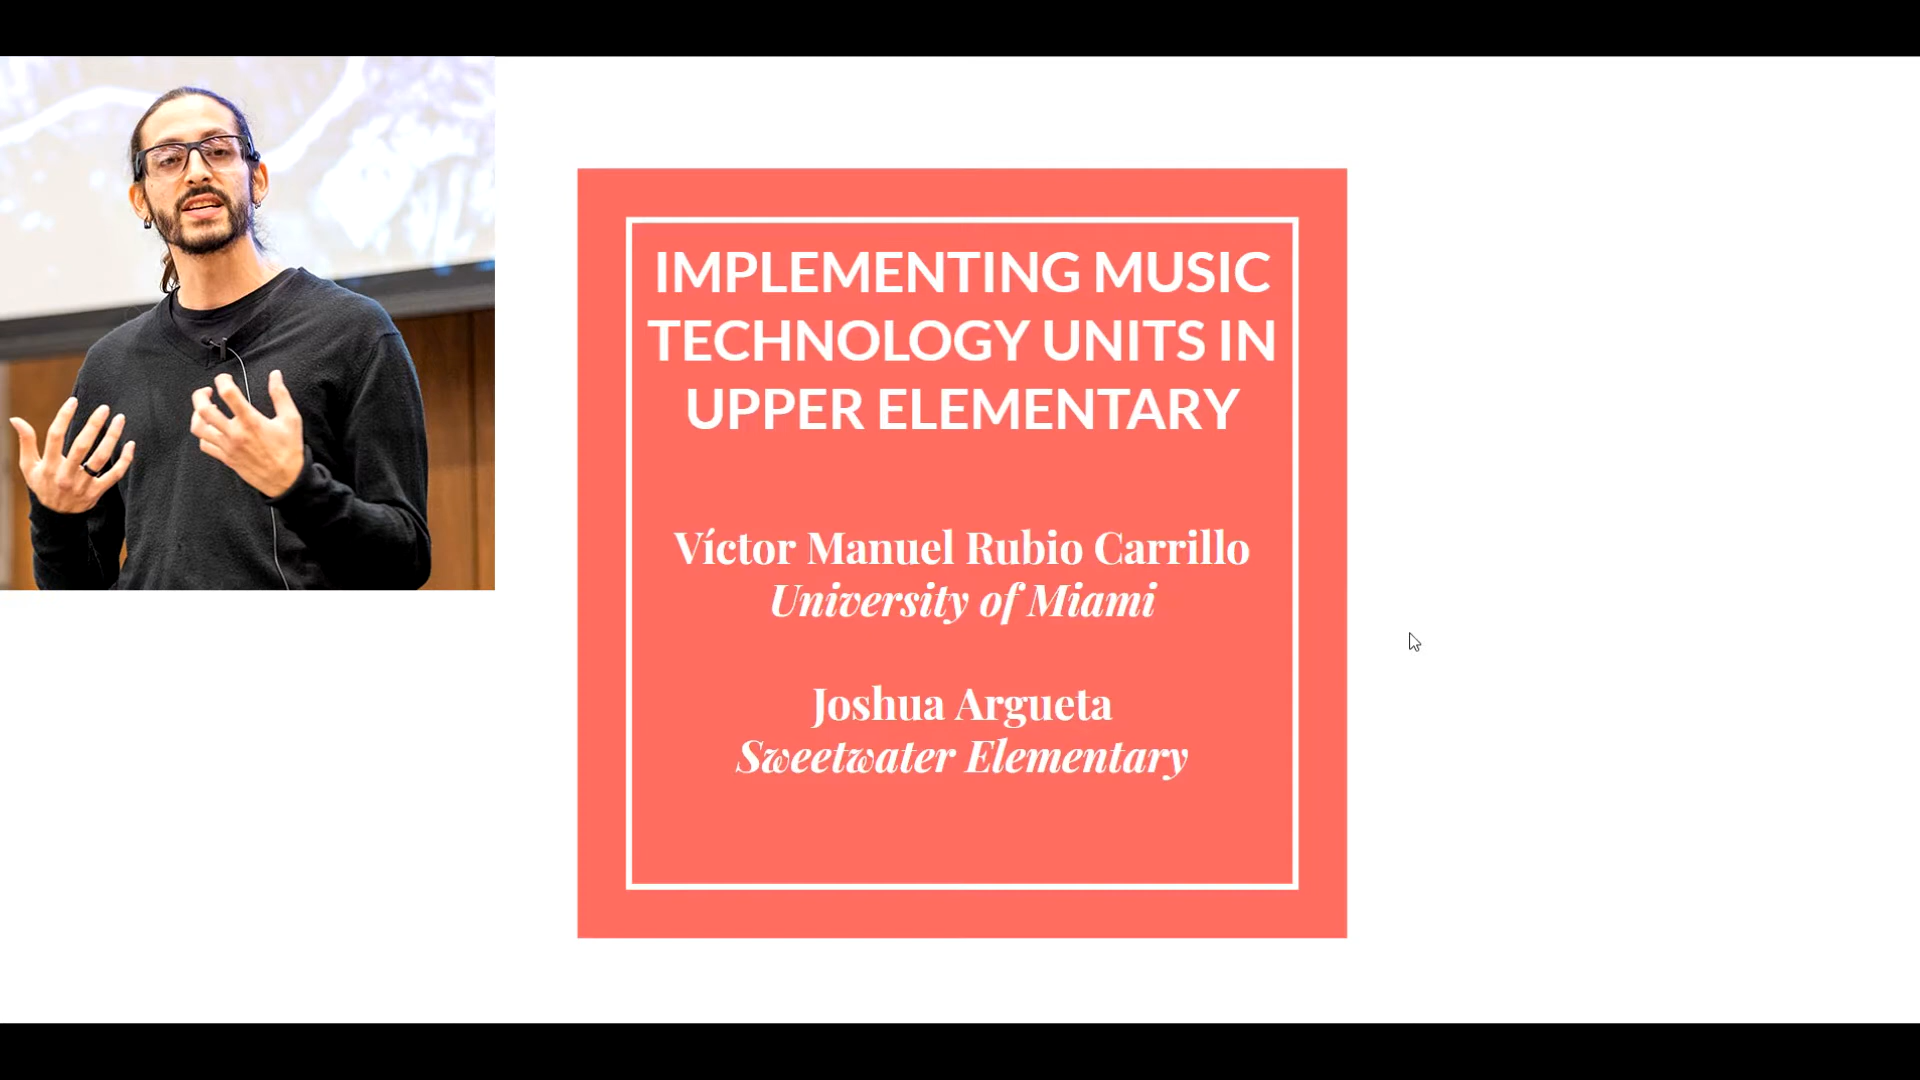 IMPLEMENTING MUSIC
TECHNOLOGY UNITS IN
UPPER ELEMENTARY
Víctor Manuel Rubio Carrillo
University of Miami
Joshua Argueta
Sweetwater Elementary